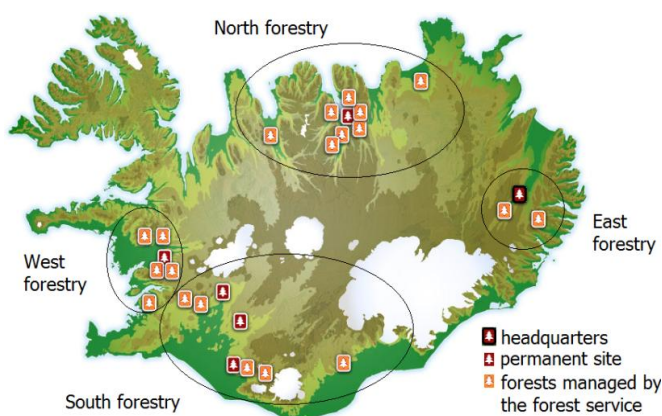 North forestry
West
forestry
East
forestry
South forestry
headquarters
permanent site
forests managed by
the forest service